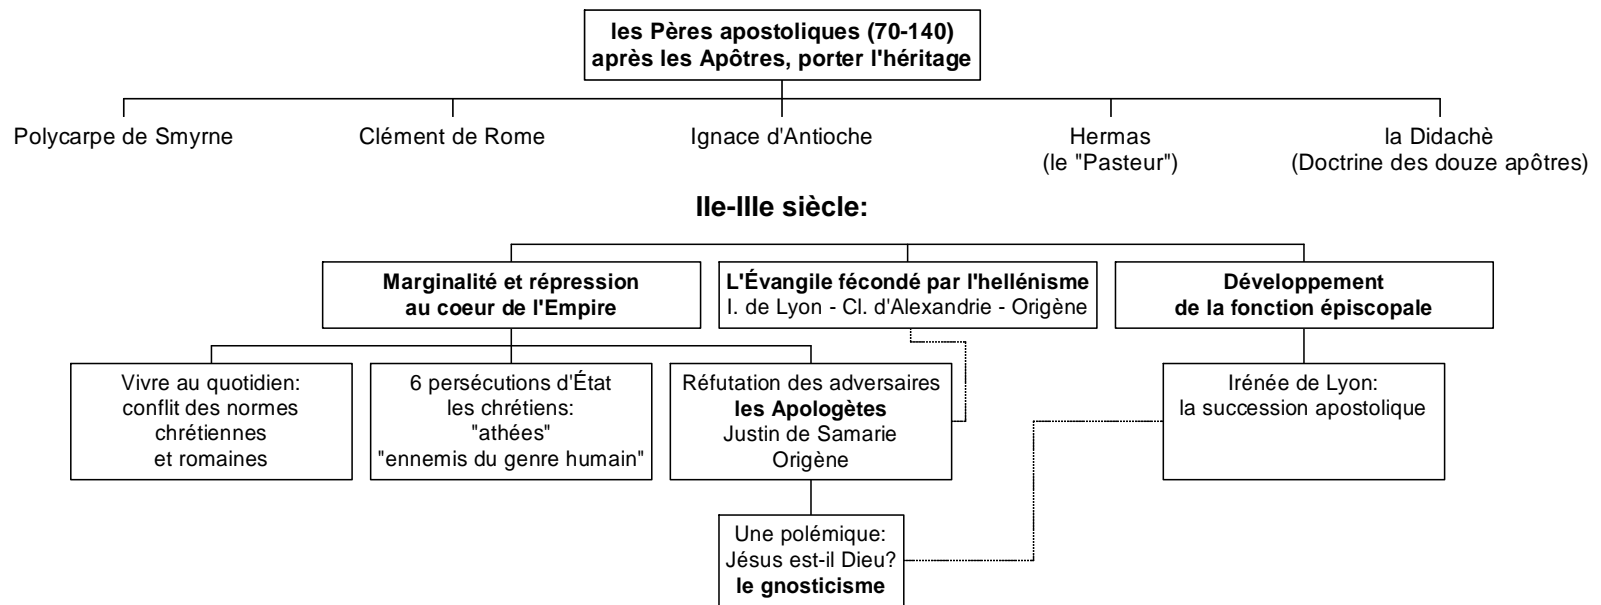 les Pères apostoliques (70-140)
après les Apôtres, porter l'héritage
Polycarpe de Smyrne
Clément de Rome
Ignace d'Antioche
Hermas
(le "Pasteur")
la Didachè
(Doctrine des douze apôtres)
IIe-IIIe siècle:
Marginalité et répression
au coeur de l'Empire
L'Évangile fécondé par l'hellénisme
I. de Lyon - Cl. d'Alexandrie - Origène
Développement
de la fonction épiscopale
Vivre au quotidien:
conflit des normes
chrétiennes
et romaines
6 persécutions d'État
les chrétiens:
"athées"
"ennemis du genre humain"
Réfutation des adversaires
les Apologètes
Justin de Samarie
Origène
Irénée de Lyon:
la succession apostolique
Une polémique:
Jésus est-il Dieu?
le gnosticisme